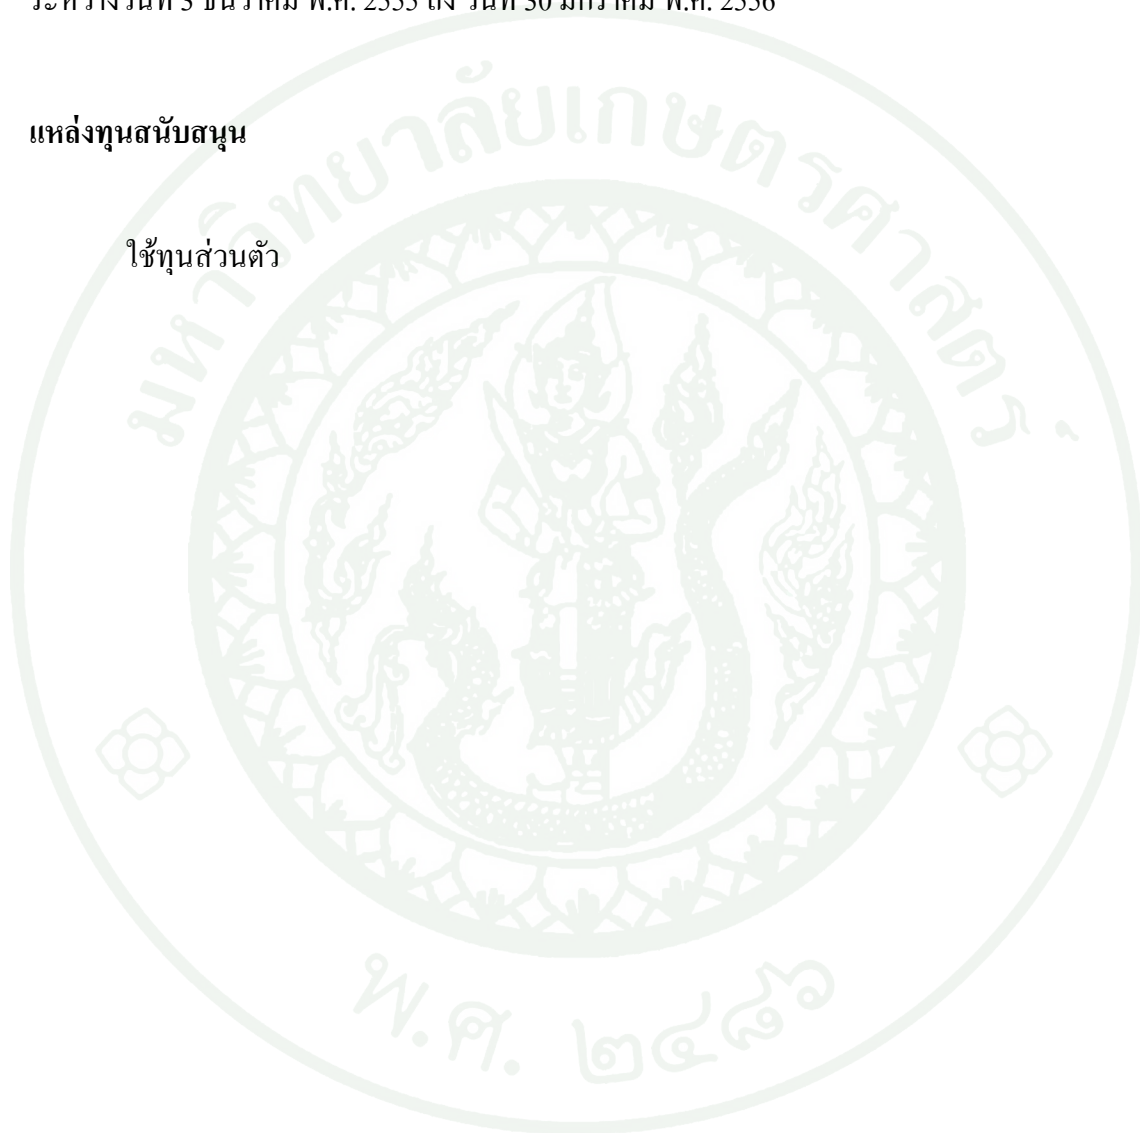 ระหว่างวันที่ 3 ธันวาคม พ.ศ. 2555 ถึง วันที่ 30 มกราคม พ.ศ. 2556
แหล่งทุนสนับสนุน
ใช้ทุนส่วนตัว
มหาวิทยาลัยเกษตรศาสตร์
พ.ศ. ๒๔๘๖